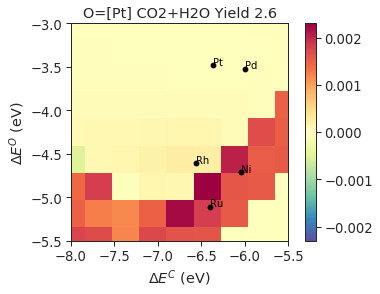 O=[Pt] CO2+H2O Yield 2.6
−3.0
−3.5
−4.0
−4.5
−5.0
−5.5
ΔE^O (eV)
Pt
Pd
Rh
Ni
Ru
−8.0 −7.5 −7.0 −6.5 −6.0 −5.5
ΔE^C (eV)
0.002
0.001
0.000
−0.001
−0.002